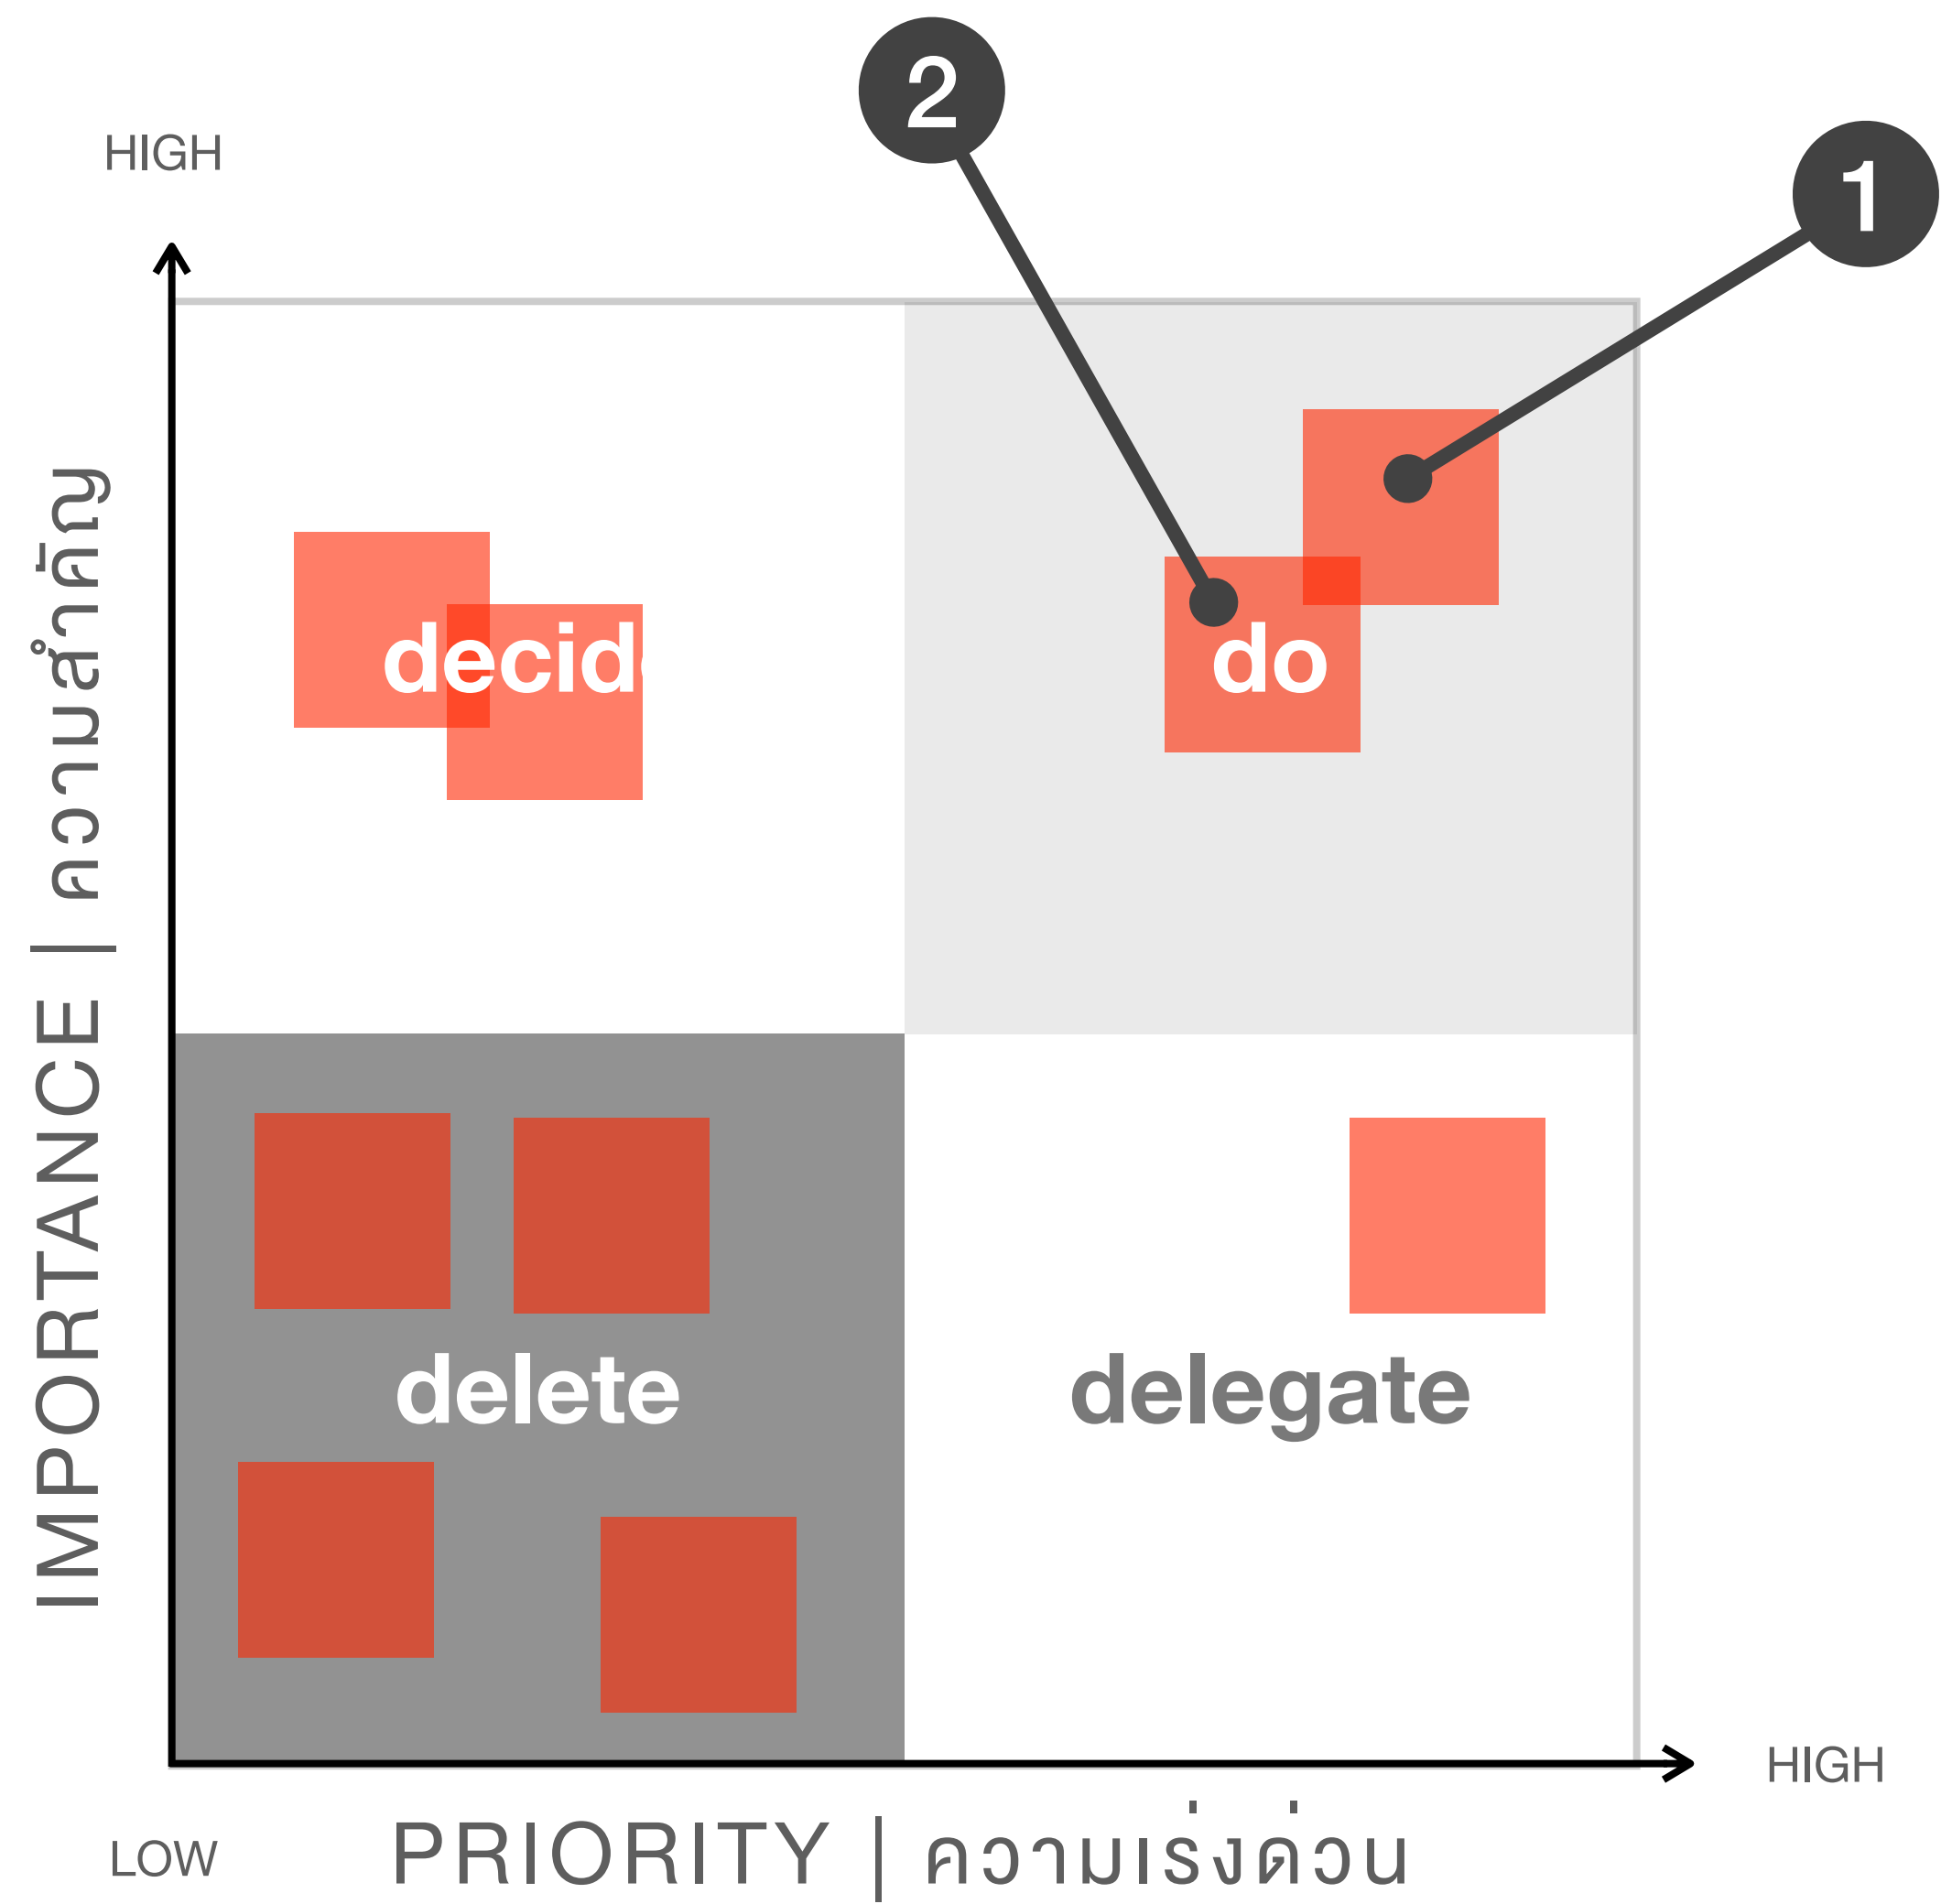 2
1
HIGH
IMPORTANCE | ความสำคัญ
decid
do
delete
delegate
HIGH
LOW
PRIORITY | ความเร่งด่วน